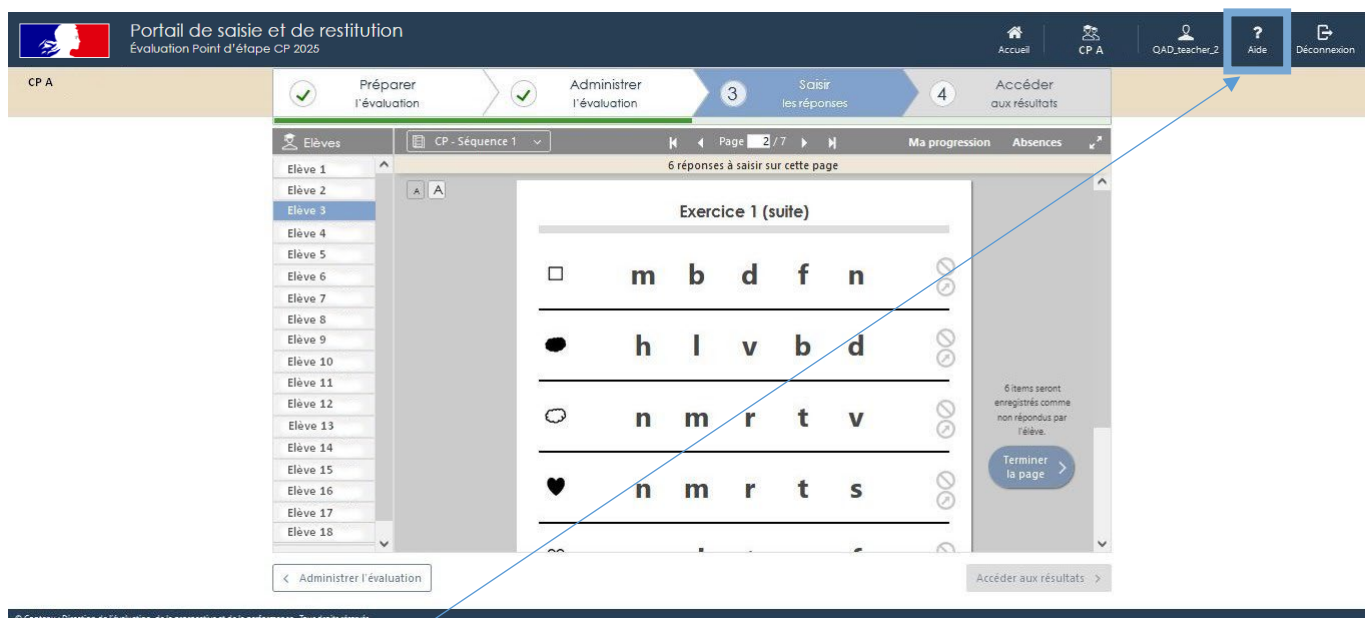 Portail de saisie et de restitution
Évaluation Point d'étape CP 2025
Accueil
CP A
QAD_teacher_2
? Aide
Déconnexion
CP A
Préparer l'évaluation
Administrer l'évaluation
3 Saisir les réponses
4 Accéder aux résultats
Elèves
CP - Séquence 1
Page 2 / 7
Ma progression
Absences
6 réponses à saisir sur cette page
Elève 1
Elève 2
Elève 3
Elève 4
Elève 5
Elève 6
Elève 7
Elève 8
Elève 9
Elève 10
Elève 11
Elève 12
Elève 13
Elève 14
Elève 15
Elève 16
Elève 17
Elève 18
A A
Exercice 1 (suite)
m b d f n
h l v b d
n m r t v
n m r t s
6 items seront
enregistrés comme
non répondus par
l'élève.
Terminer
la page
< Administrer l'évaluation
Accéder aux résultats >